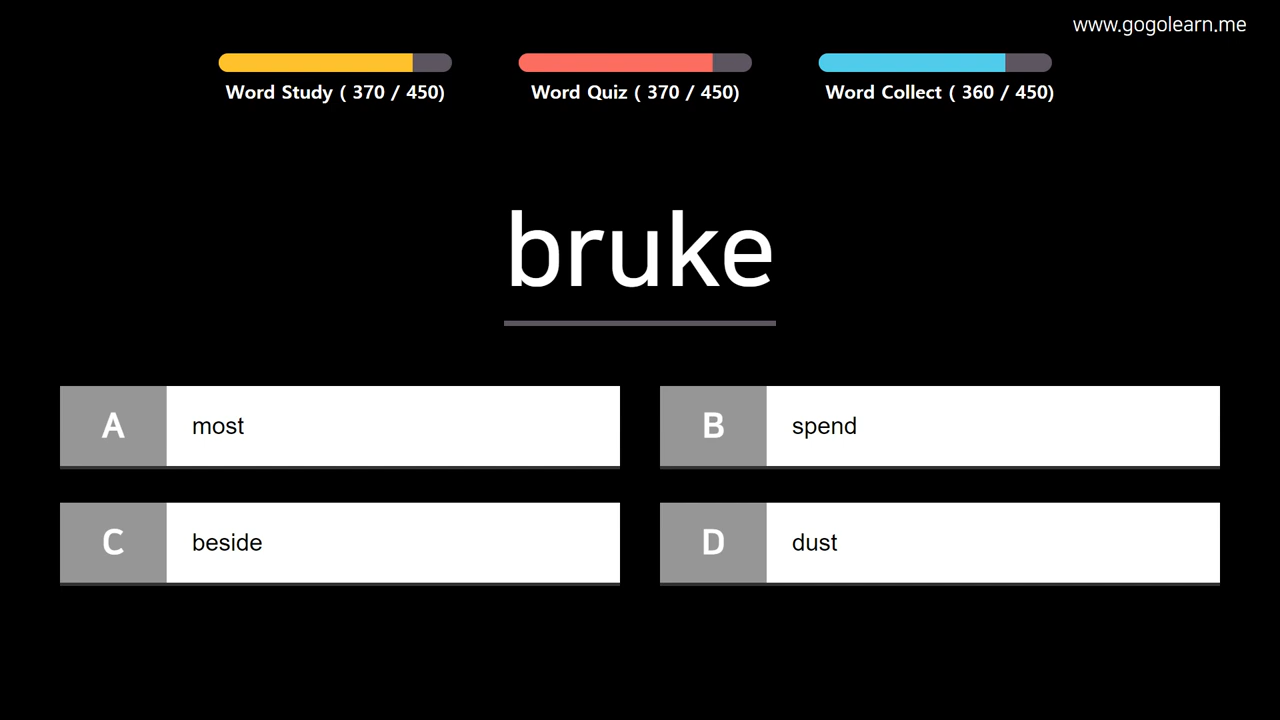 www.gogolearn.me
Word Study ( 370 / 450)
Word Quiz ( 370 / 450)
Word Collect ( 360 / 450)
bruke
A most
B spend
C beside
D dust